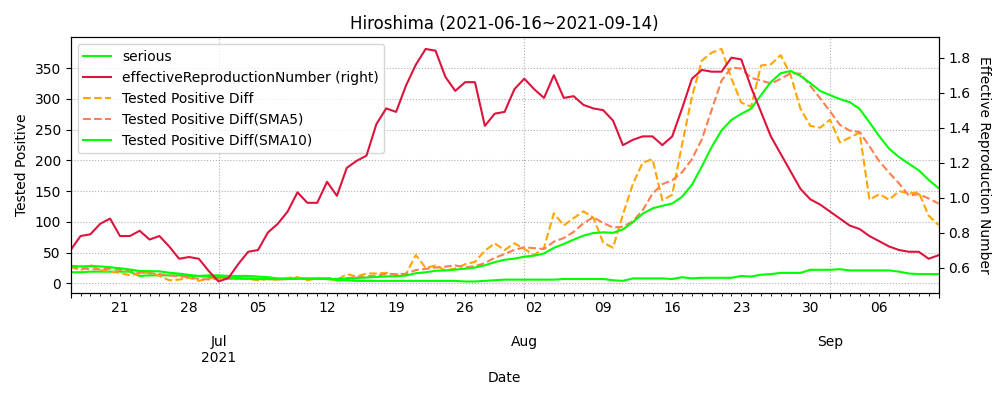 Hiroshima (2021-06-16~2021-09-14)
serious
effectiveReproductionNumber (right)
Tested Positive Diff
Tested Positive Diff(SMA5)
Tested Positive Diff(SMA10)
Tested Positive
350
300
250
200
150
100
50
0
1.8
1.6
1.4
1.2
1.0
0.8
0.6
Effective Reproduction Number
21 28 05 12 19 26 02 09 16 23 30 06
Jul Aug Sep
2021
Date